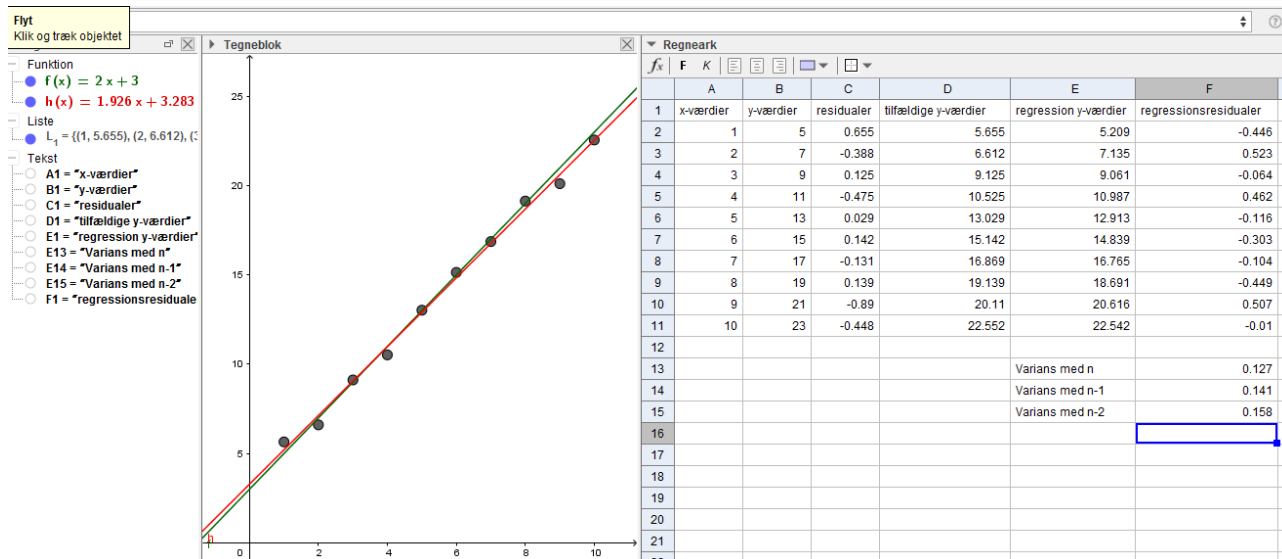 Flyt
Klik og træk objektet
Tegneblok
Regneark
Funktion
f(x) = 2 x + 3
h(x) = 1.926 x + 3.283
Liste
L1 = {(1, 5.655), (2, 6.612), (3
Tekst
A1 = "x-værdier"
B1 = "y-værdier"
C1 = "residualer"
D1 = "tilfældige y-værdier"
E1 = "regression y-værdier"
E13 = "Varians med n"
E14 = "Varians med n-1"
E15 = "Varians med n-2"
F1 = "regressionsresiduale
25
20
15
10
5
0 2 4 6 8 10
h
fx F K
A B C D E F
1 x-værdier y-værdier residualer tilfældige y-værdier regression y-værdier regressionsresidualer
2 1 5 0.655 5.655 5.209 -0.446
3 2 7 -0.388 6.612 7.135 0.523
4 3 9 0.125 9.125 9.061 -0.064
5 4 11 -0.475 10.525 10.987 0.462
6 5 13 0.029 13.029 12.913 -0.116
7 6 15 0.142 15.142 14.839 -0.303
8 7 17 -0.131 16.869 16.765 -0.104
9 8 19 0.139 19.139 18.691 -0.449
10 9 21 -0.89 20.11 20.616 0.507
11 10 23 -0.448 22.552 22.542 -0.01
12
13 Varians med n 0.127
14 Varians med n-1 0.141
15 Varians med n-2 0.158
16
17
18
19
20
21